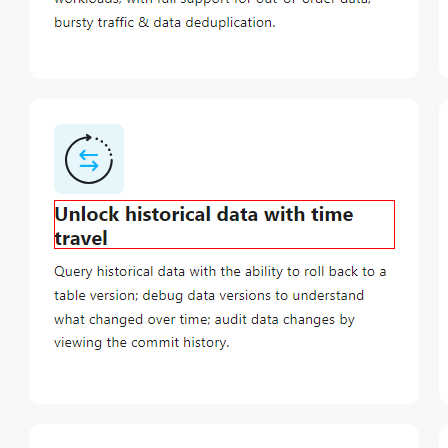 bursty traffic & data deduplication.
Unlock historical data with time
travel
Query historical data with the ability to roll back to a
table version; debug data versions to understand
what changed over time; audit data changes by
viewing the commit history.